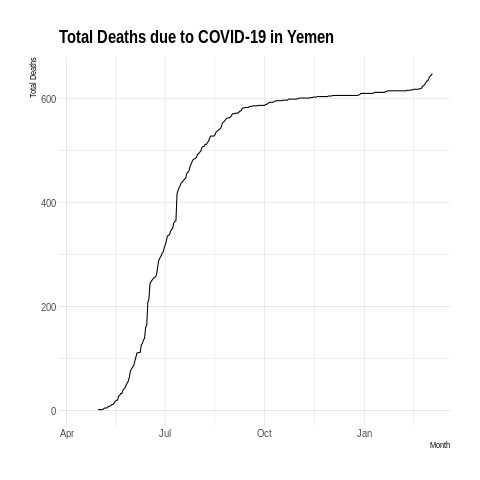 Total Deaths due to COVID-19 in Yemen
Total Deaths
600
400
200
0
Apr Jul Oct Jan
Month